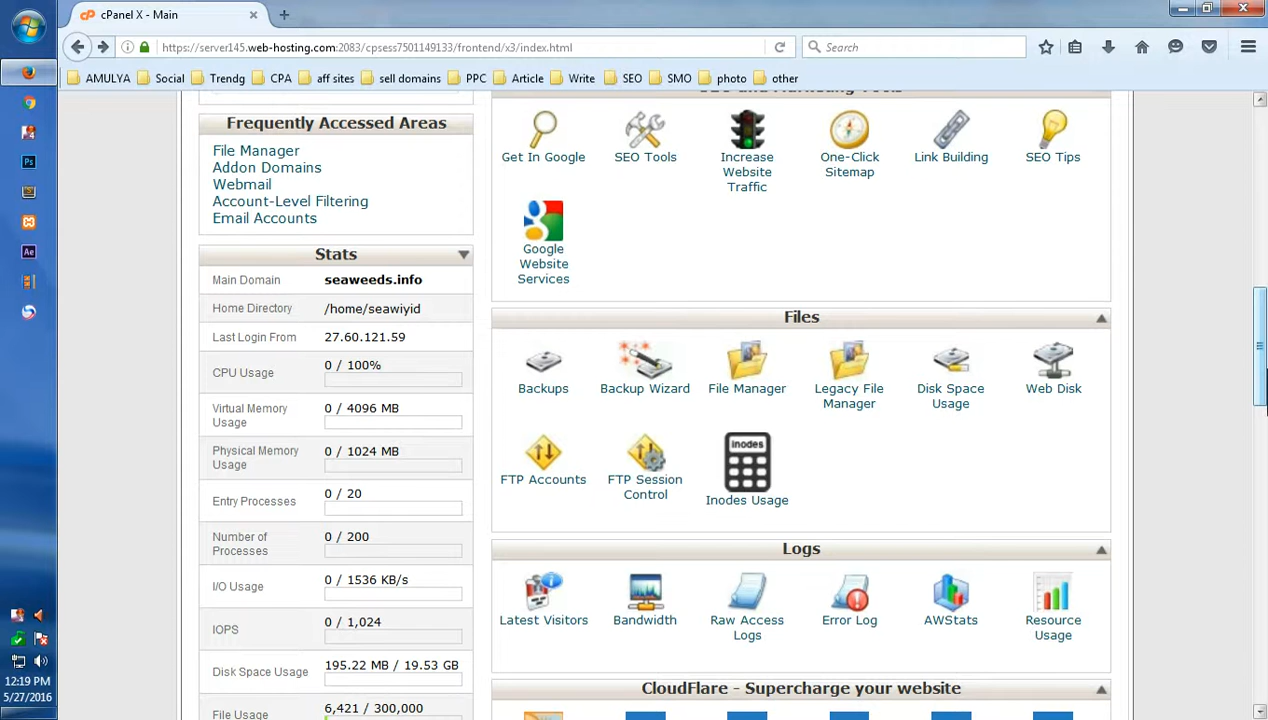 cPanel X - Main
https://server145.web-hosting.com:2083/cpsess7501149133/frontend/x3/index.html
Search
AMULYA
Social
Trendg
CPA
aff sites
sell domains
PPC
Article
Write
SEO
SMO
photo
other
Frequently Accessed Areas
File Manager
Addon Domains
Webmail
Account-Level Filtering
Email Accounts
Stats
Main Domain seaweeds.info
Home Directory /home/seawiyid
Last Login From 27.60.121.59
CPU Usage 0 / 100%
Virtual Memory
Usage
0 / 4096 MB
Physical Memory
Usage
0 / 1024 MB
Entry Processes 0 / 20
Number of
Processes
0 / 200
I/O Usage 0 / 1536 KB/s
IOPS 0 / 1,024
Disk Space Usage 195.22 MB / 19.53 GB
File Usage 6,421 / 300,000
SEO and Marketing Tools
Get In Google
SEO Tools
Increase
Website
Traffic
One-Click
Sitemap
Link Building
SEO Tips
Google
Website
Services
Files
Backups
Backup Wizard
File Manager
Legacy File
Manager
Disk Space
Usage
Web Disk
FTP Accounts
FTP Session
Control
inodes
Inodes Usage
Logs
Latest Visitors
Bandwidth
Raw Access
Logs
Error Log
AWStats
Resource
Usage
CloudFlare - Supercharge your website
Ps
Ae
12:19 PM
5/27/2016